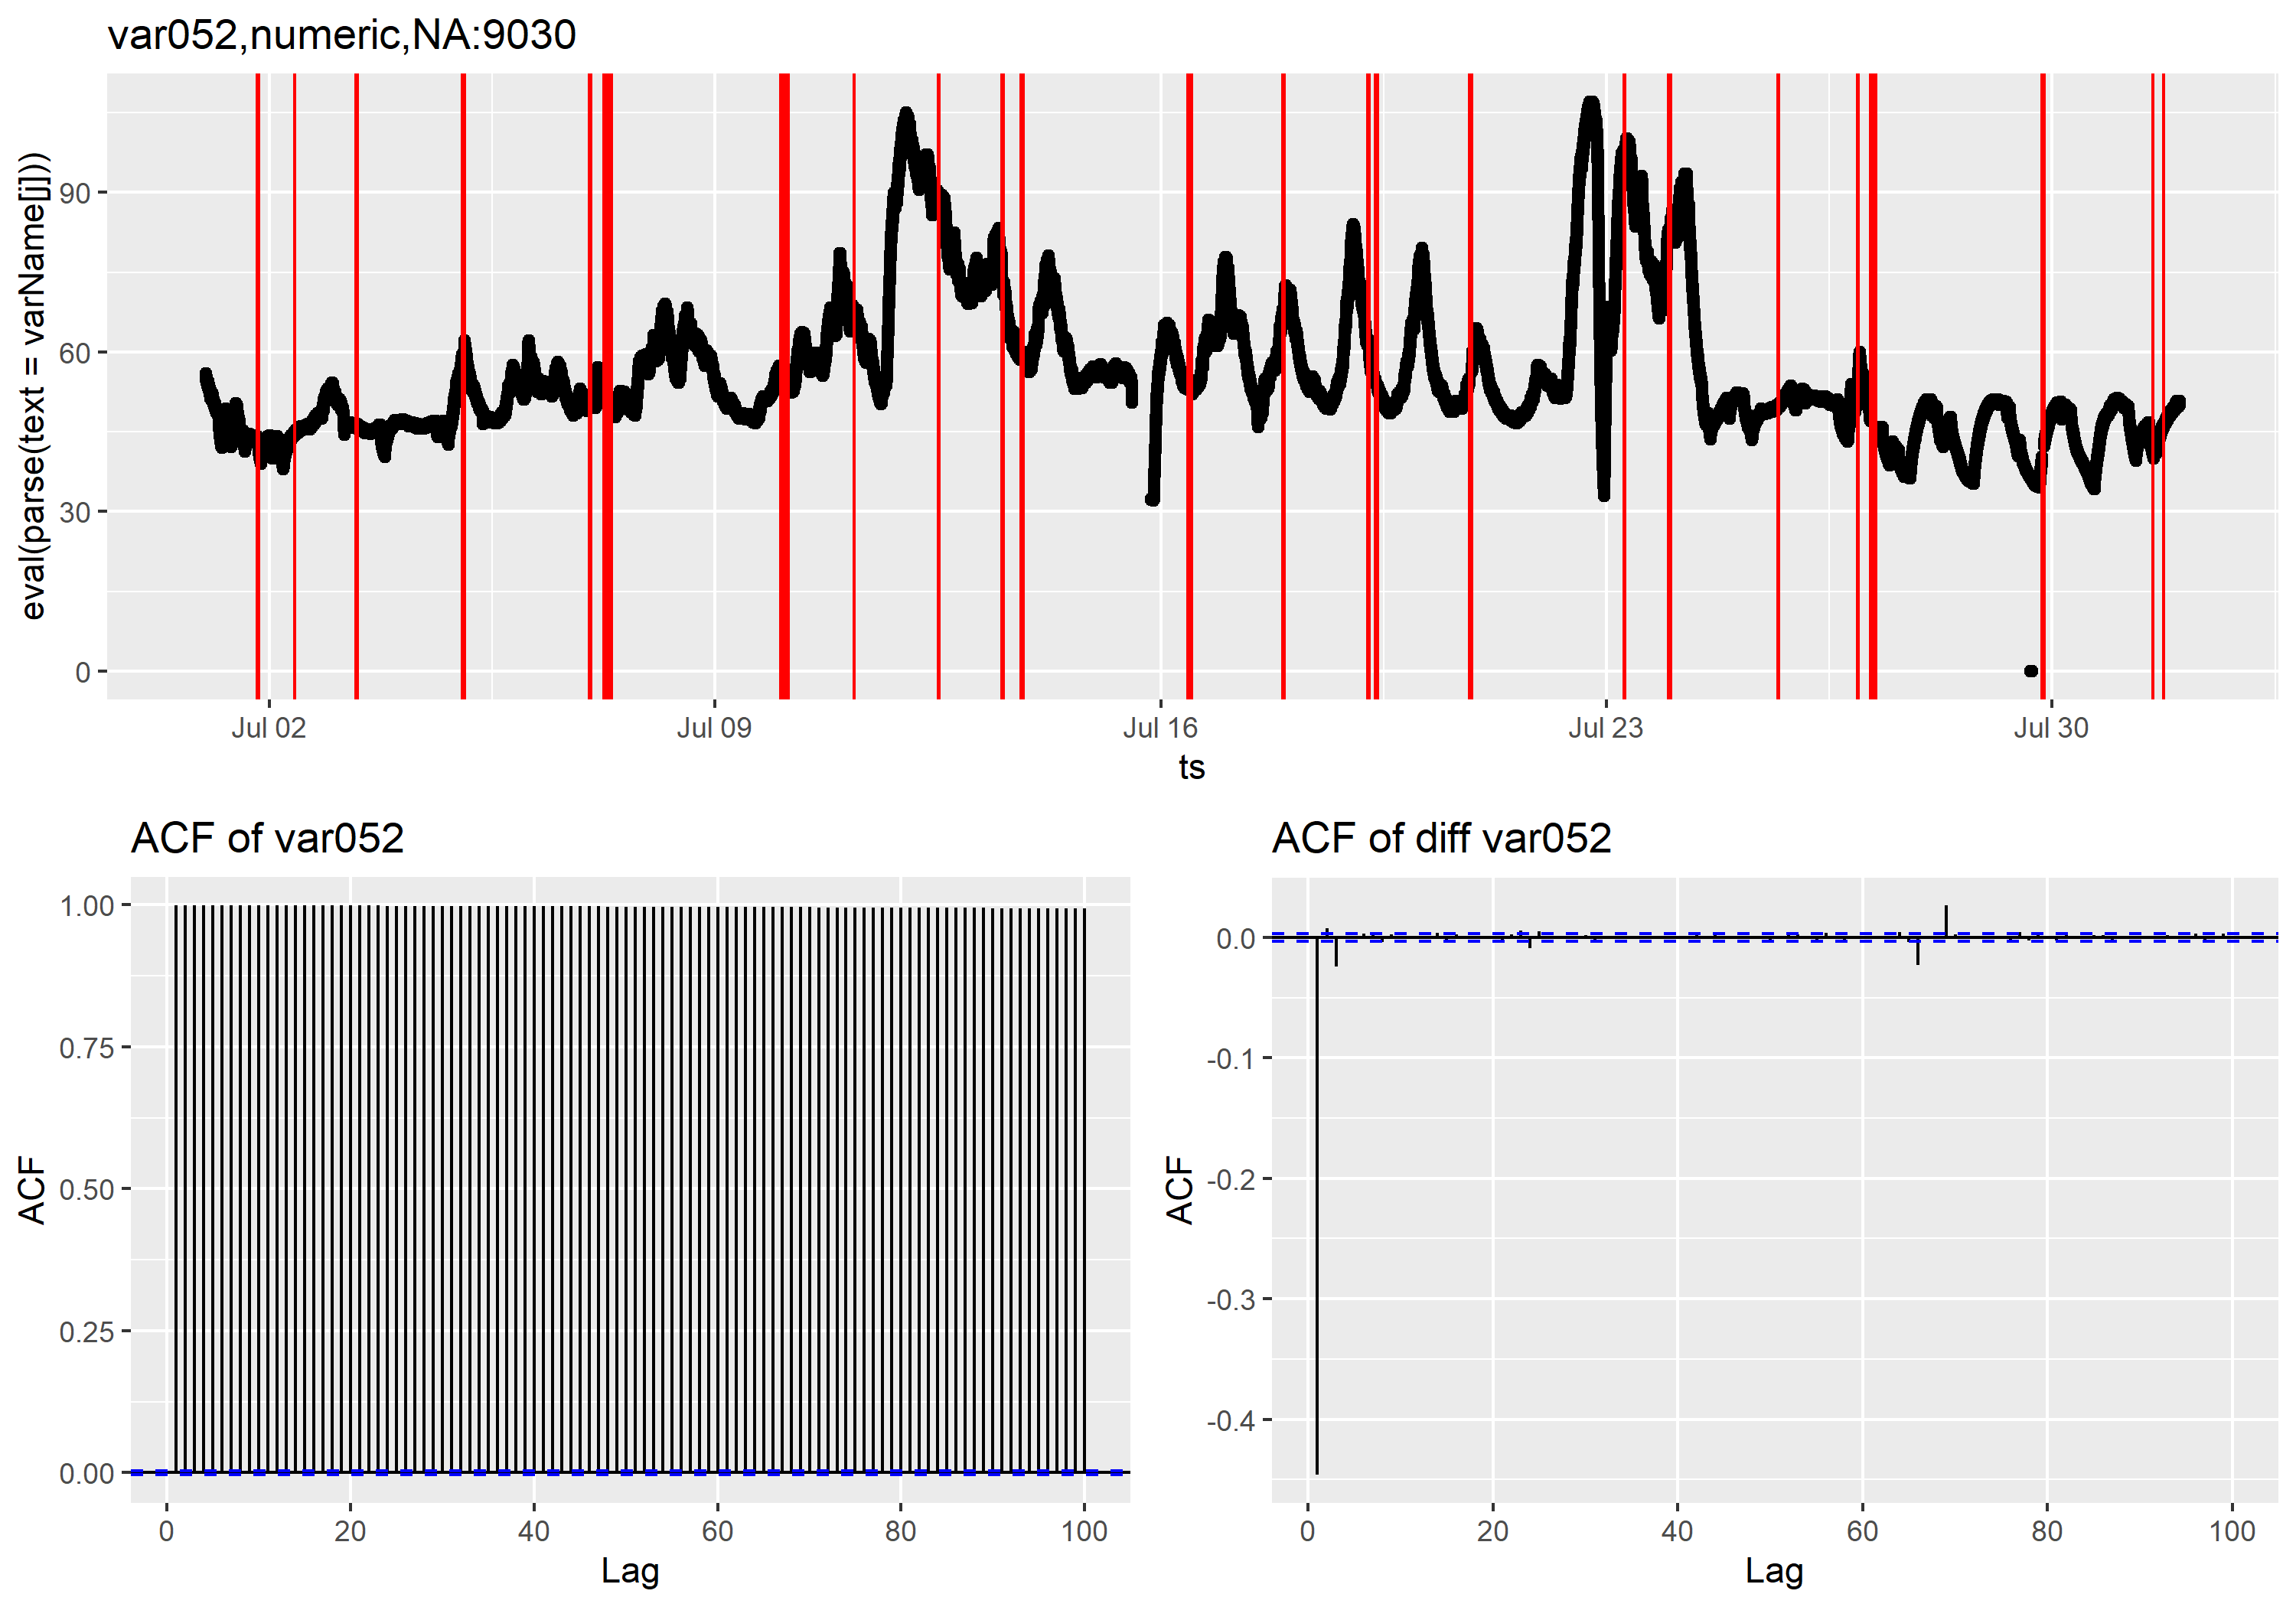 var052,numeric,NA:9030
eval(parse(text = varName[j]))
90
60
30
0
Jul 02
Jul 09
Jul 16
Jul 23
Jul 30
ts
ACF of var052
ACF
1.00
0.75
0.50
0.25
0.00
0
20
40
60
80
100
Lag
ACF of diff var052
ACF
0.0
-0.1
-0.2
-0.3
-0.4
0
20
40
60
80
100
Lag